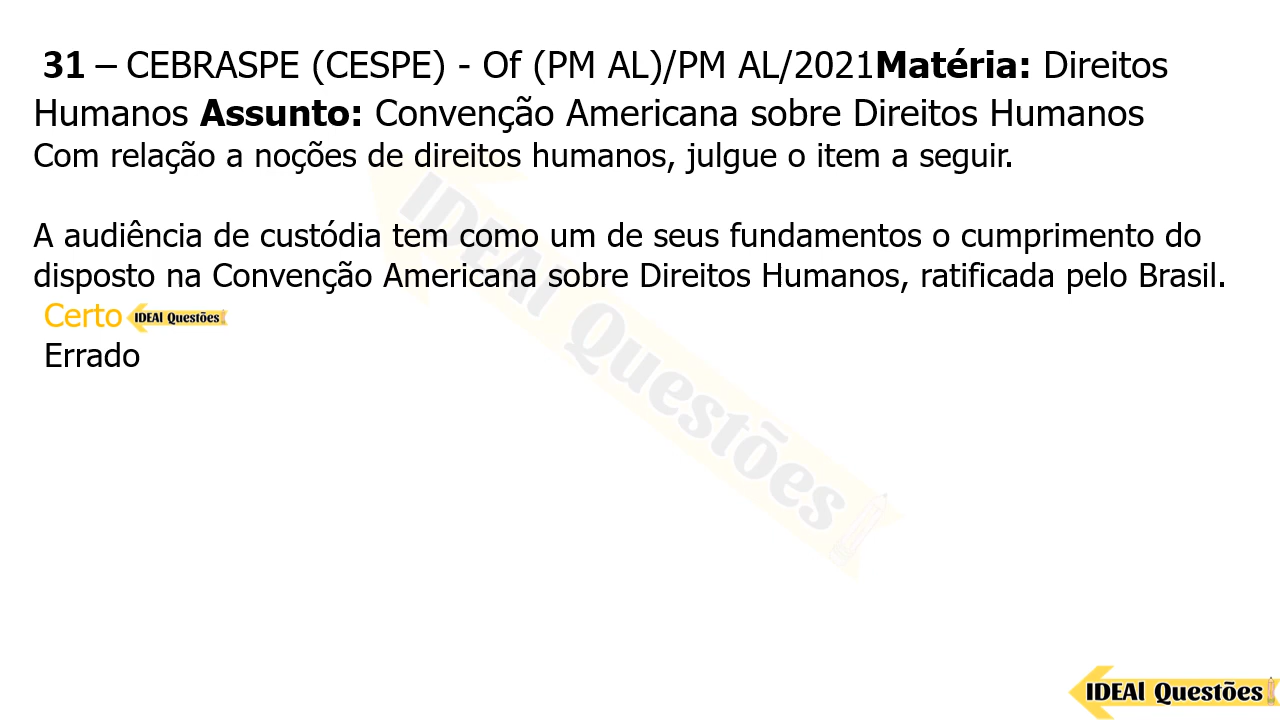 31 – CEBRASPE (CESPE) - Of (PM AL)/PM AL/2021Matéria: Direitos
Humanos Assunto: Convenção Americana sobre Direitos Humanos
Com relação a noções de direitos humanos, julgue o item a seguir.
A audiência de custódia tem como um de seus fundamentos o cumprimento do
disposto na Convenção Americana sobre Direitos Humanos, ratificada pelo Brasil.
Certo IDEAl Questões
Errado
IDEAl Questões
IDEAl Questões